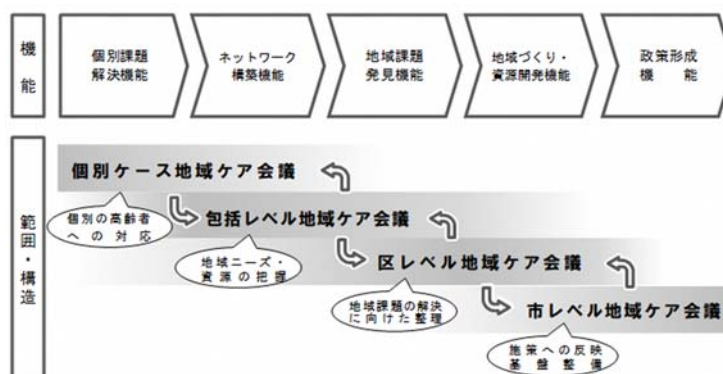 機能
個別課題
解決機能
ネットワーク
構築機能
地域課題
発見機能
地域づくり・
資源開発機能
政策形成
機能
範囲・構造
個別ケース地域ケア会議
個別の高齢者
への対応
包括レベル地域ケア会議
地域ニーズ・
資源の把握
区レベル地域ケア会議
地域課題の解決
に向けた整理
市レベル地域ケア会議
施策への反映
基盤整備